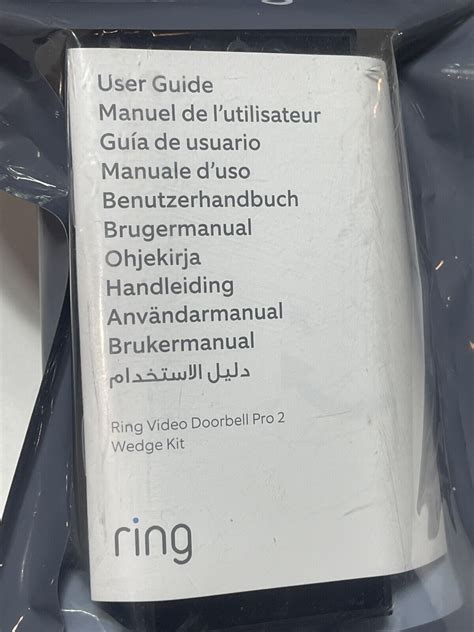 User Guide
Manuel de l'utilisateur
Guía de usuario
Manuale d'uso
Benutzerhandbuch
Brugermanual
Ohjekirja
Handleiding
Användarmanual
Brukermanual
دليل الاستخدام
Ring Video Doorbell Pro 2
Wedge Kit
ring